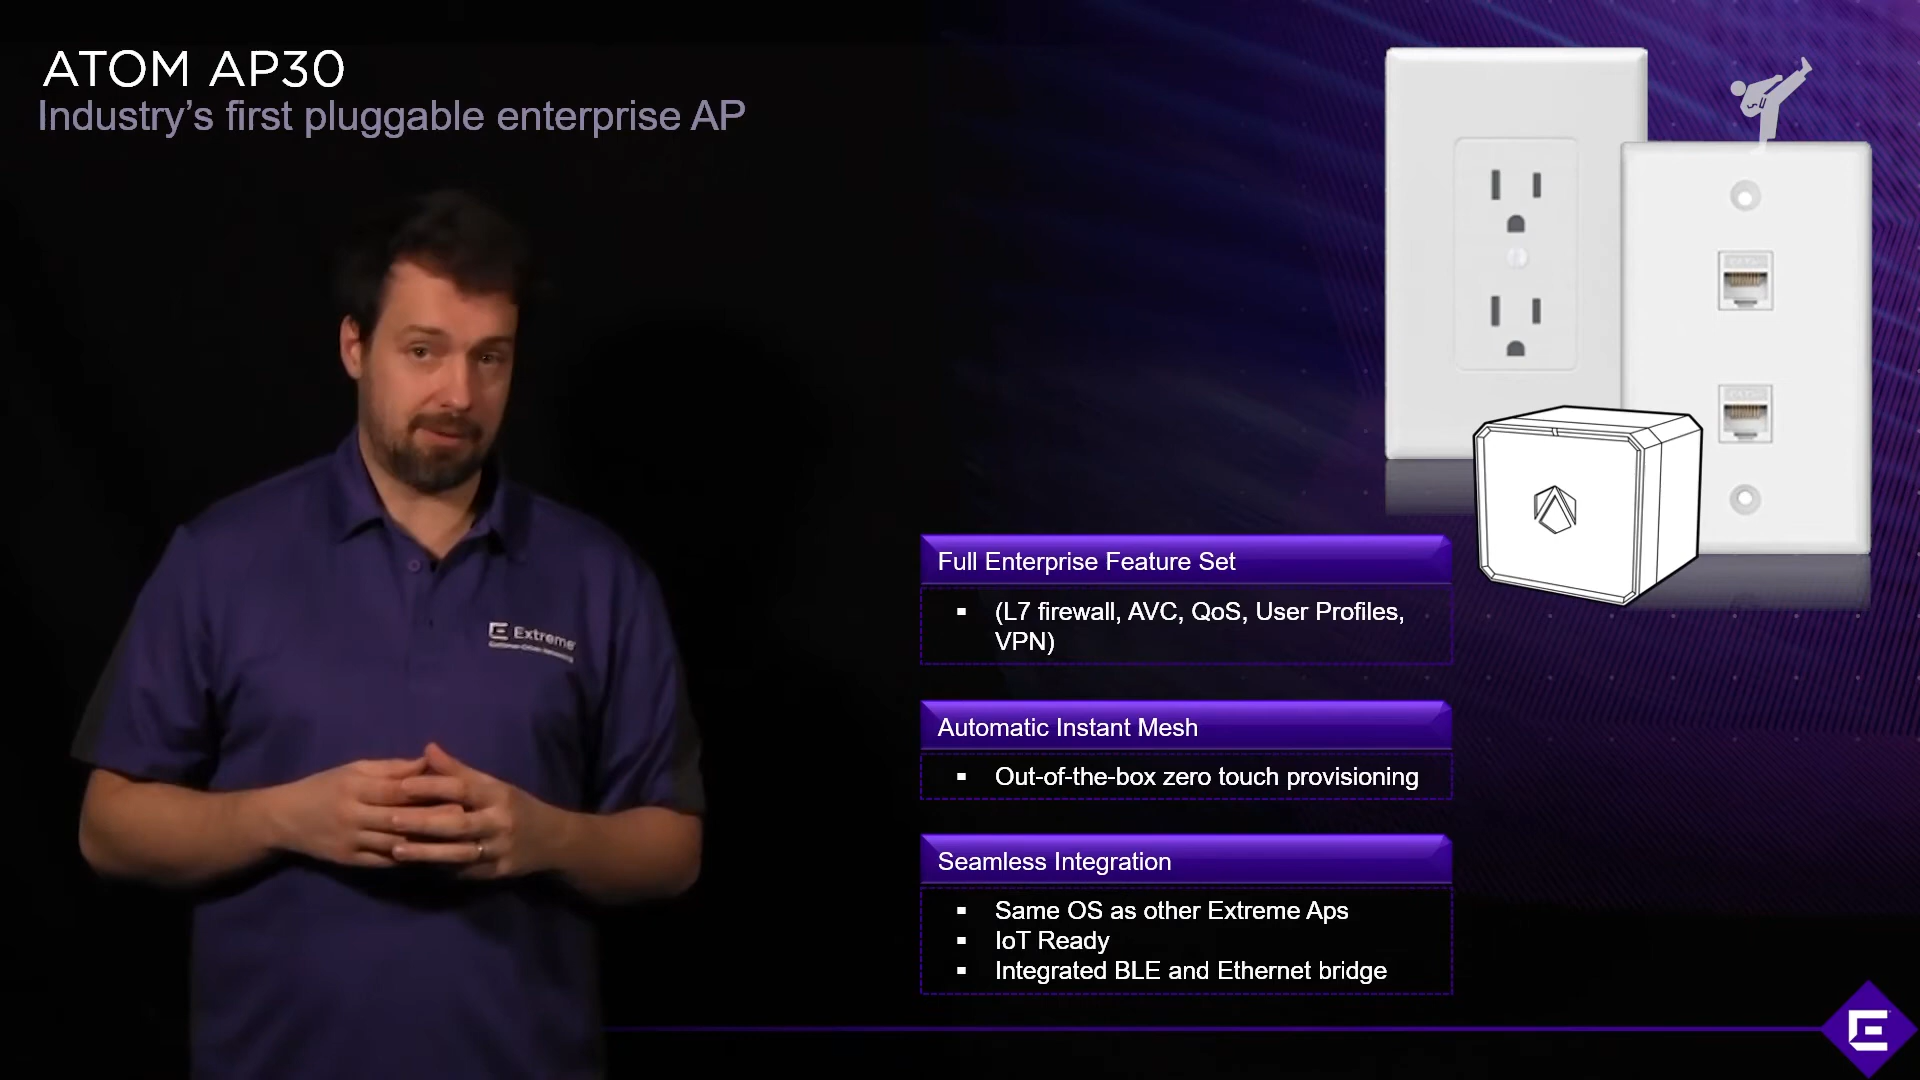 ATOM AP30
Industry's first pluggable enterprise AP
Full Enterprise Feature Set
(L7 firewall, AVC, QoS, User Profiles,
VPN)
Automatic Instant Mesh
Out-of-the-box zero touch provisioning
Seamless Integration
Same OS as other Extreme Aps
IoT Ready
Integrated BLE and Ethernet bridge
Extreme